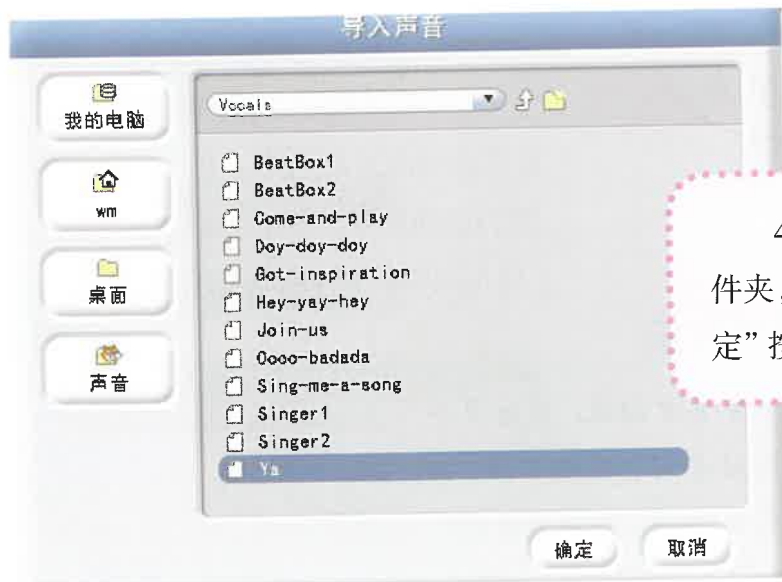 导入声音
我的电脑
wm
桌面
声音
Vocals
BeatBox1
BeatBox2
Come-and-play
Doy-doy-doy
Got-inspiration
Hey-yay-hey
Join-us
Oooo-badada
Sing-me-a-song
Singer1
Singer2
Ya
确定
取消
件夹，
定”按